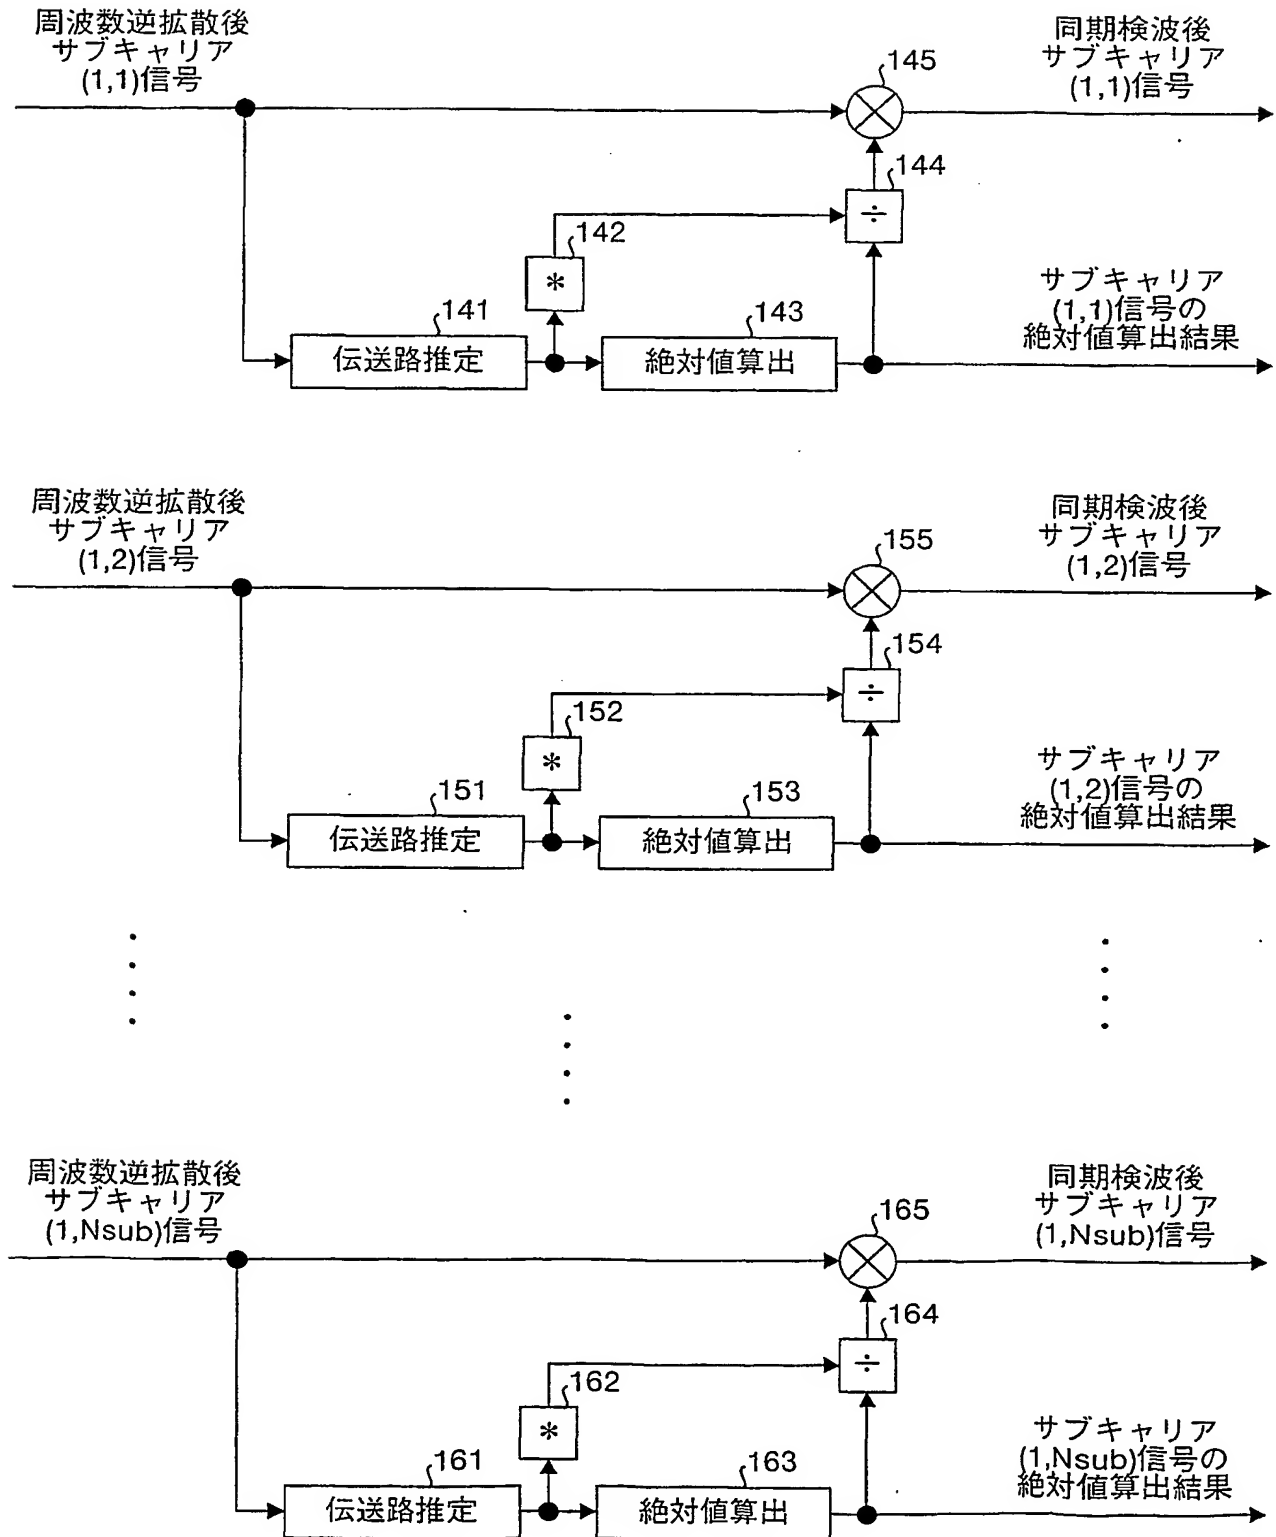 周波数逆拡散後
サブキャリア
(1,1)信号
同期検波後
サブキャリア
(1,1)信号
145
144
÷
142
*
サブキャリア
(1,1)信号の
絶対値算出結果
141
伝送路推定
143
絶対値算出
周波数逆拡散後
サブキャリア
(1,2)信号
同期検波後
サブキャリア
(1,2)信号
155
154
÷
152
*
サブキャリア
(1,2)信号の
絶対値算出結果
151
伝送路推定
153
絶対値算出
周波数逆拡散後
サブキャリア
(1,Nsub)信号
同期検波後
サブキャリア
(1,Nsub)信号
165
164
÷
162
*
サブキャリア
(1,Nsub)信号の
絶対値算出結果
161
伝送路推定
163
絶対値算出